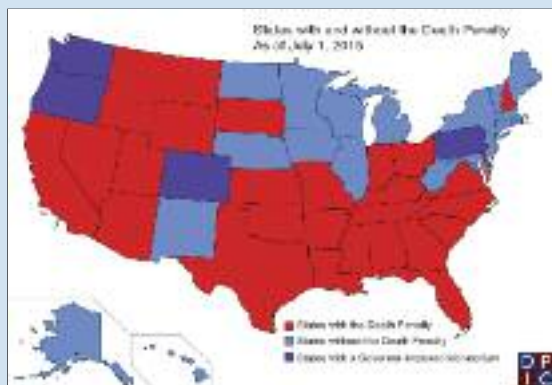 States with and without the Death Penalty
As of July 1, 2015
States with the Death Penalty
States without the Death Penalty
States with a Governor-imposed Moratorium
D P
I C